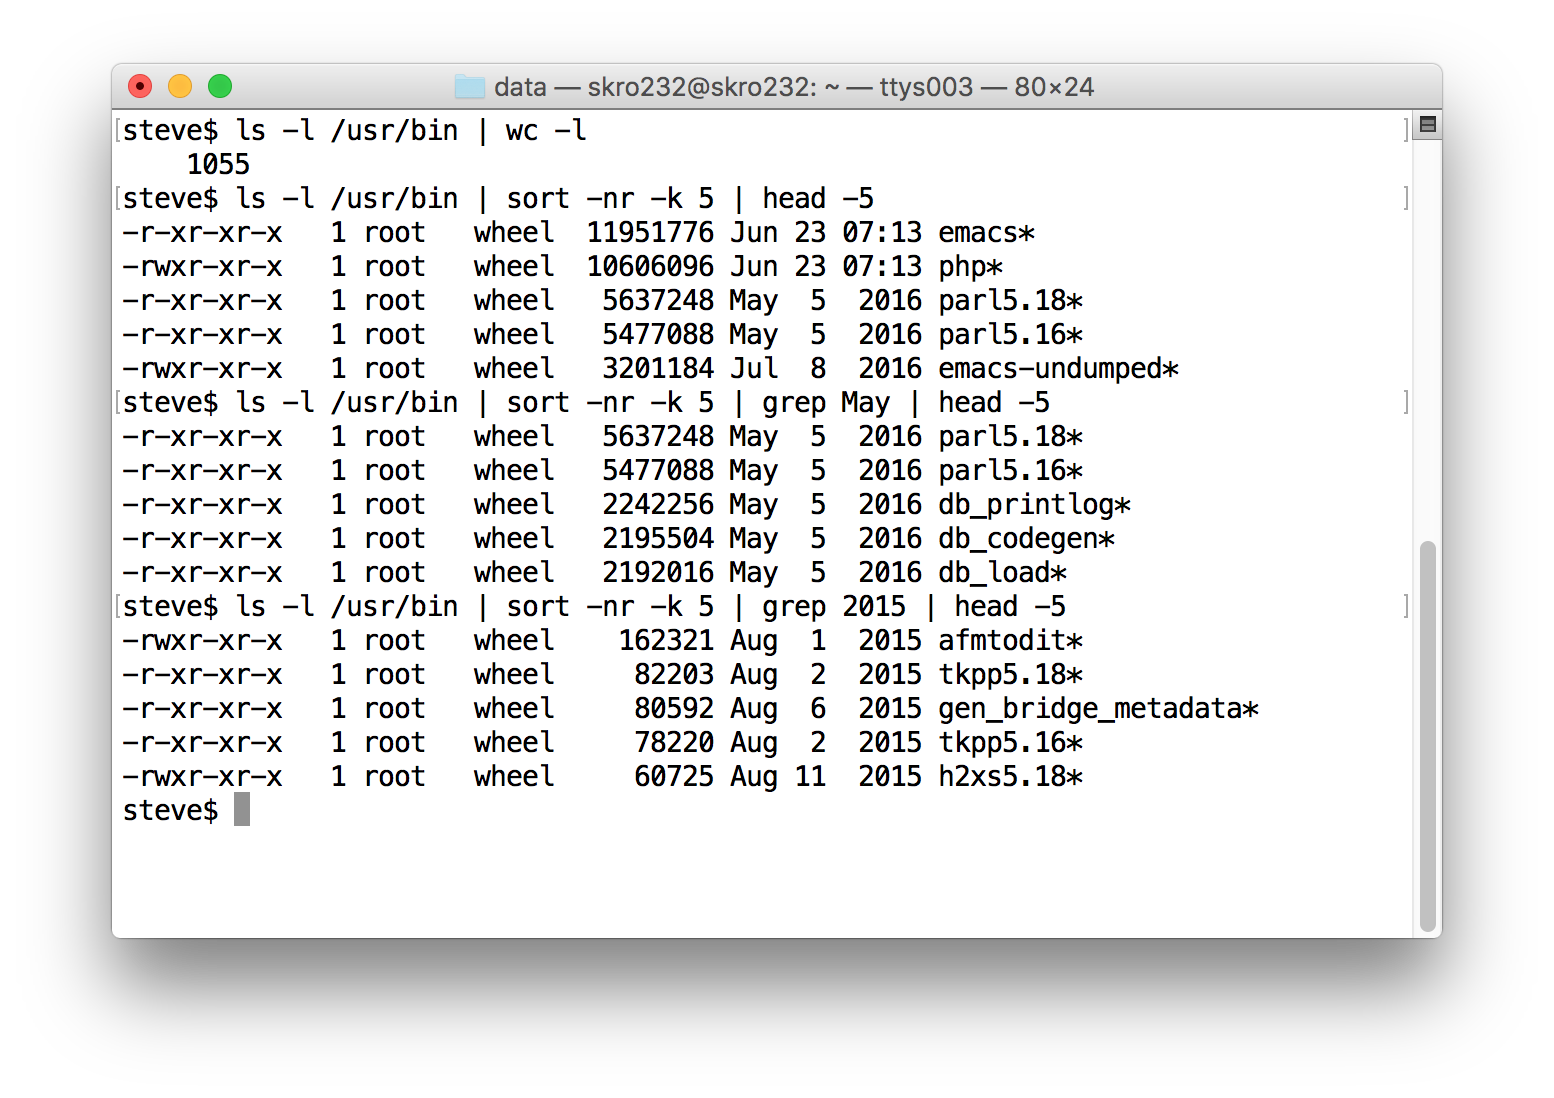 data — skro232@skro232: ~ — ttys003 — 80×24
[steve$ ls -l /usr/bin | wc -l ]
    1055
[steve$ ls -l /usr/bin | sort -nr -k 5 | head -5 ]
-r-xr-xr-x   1 root   wheel  11951776 Jun 23 07:13 emacs*
-rwxr-xr-x   1 root   wheel  10606096 Jun 23 07:13 php*
-r-xr-xr-x   1 root   wheel   5637248 May  5  2016 parl5.18*
-r-xr-xr-x   1 root   wheel   5477088 May  5  2016 parl5.16*
-rwxr-xr-x   1 root   wheel   3201184 Jul  8  2016 emacs-undumped*
[steve$ ls -l /usr/bin | sort -nr -k 5 | grep May | head -5 ]
-r-xr-xr-x   1 root   wheel   5637248 May  5  2016 parl5.18*
-r-xr-xr-x   1 root   wheel   5477088 May  5  2016 parl5.16*
-r-xr-xr-x   1 root   wheel   2242256 May  5  2016 db_printlog*
-r-xr-xr-x   1 root   wheel   2195504 May  5  2016 db_codegen*
-r-xr-xr-x   1 root   wheel   2192016 May  5  2016 db_load*
[steve$ ls -l /usr/bin | sort -nr -k 5 | grep 2015 | head -5 ]
-rwxr-xr-x   1 root   wheel    162321 Aug  1  2015 afmtodit*
-r-xr-xr-x   1 root   wheel     82203 Aug  2  2015 tkpp5.18*
-r-xr-xr-x   1 root   wheel     80592 Aug  6  2015 gen_bridge_metadata*
-r-xr-xr-x   1 root   wheel     78220 Aug  2  2015 tkpp5.16*
-rwxr-xr-x   1 root   wheel     60725 Aug 11  2015 h2xs5.18*
steve$